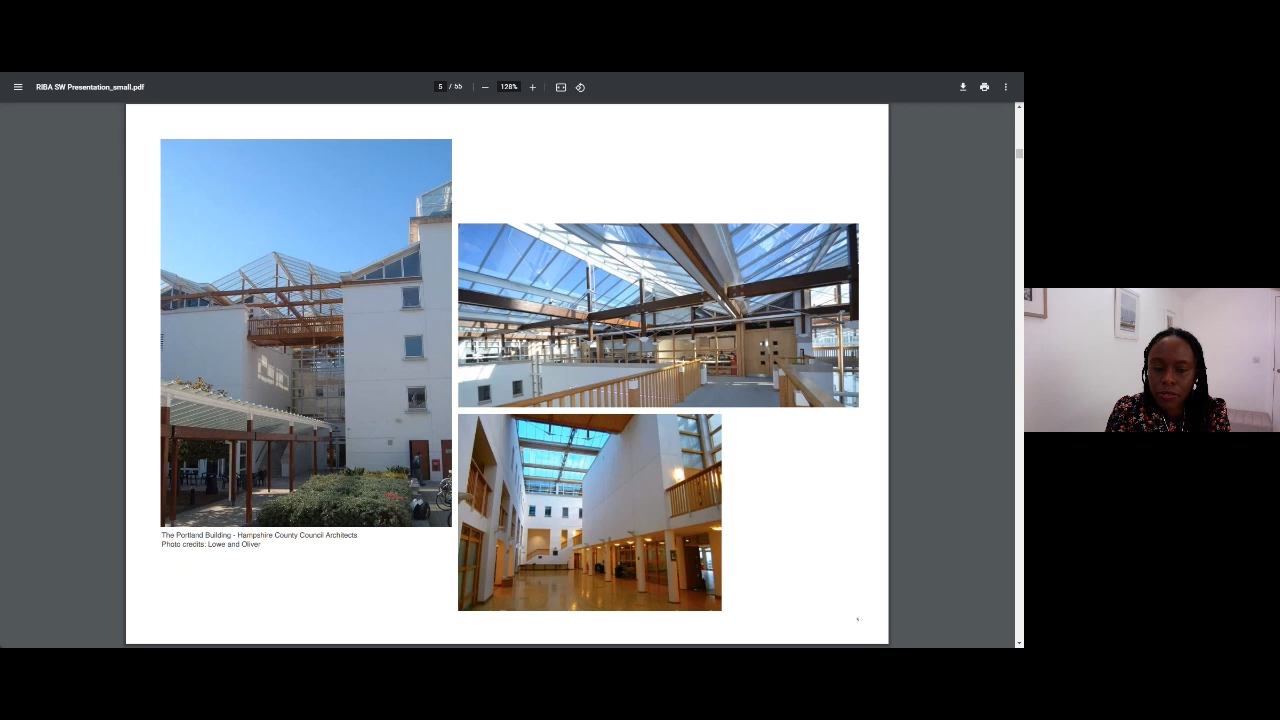 RIBA SW Presentation_small.pdf
5 / 55
128%
The Portland Building - Hampshire County Council Architects
Photo credits: Lowe and Oliver